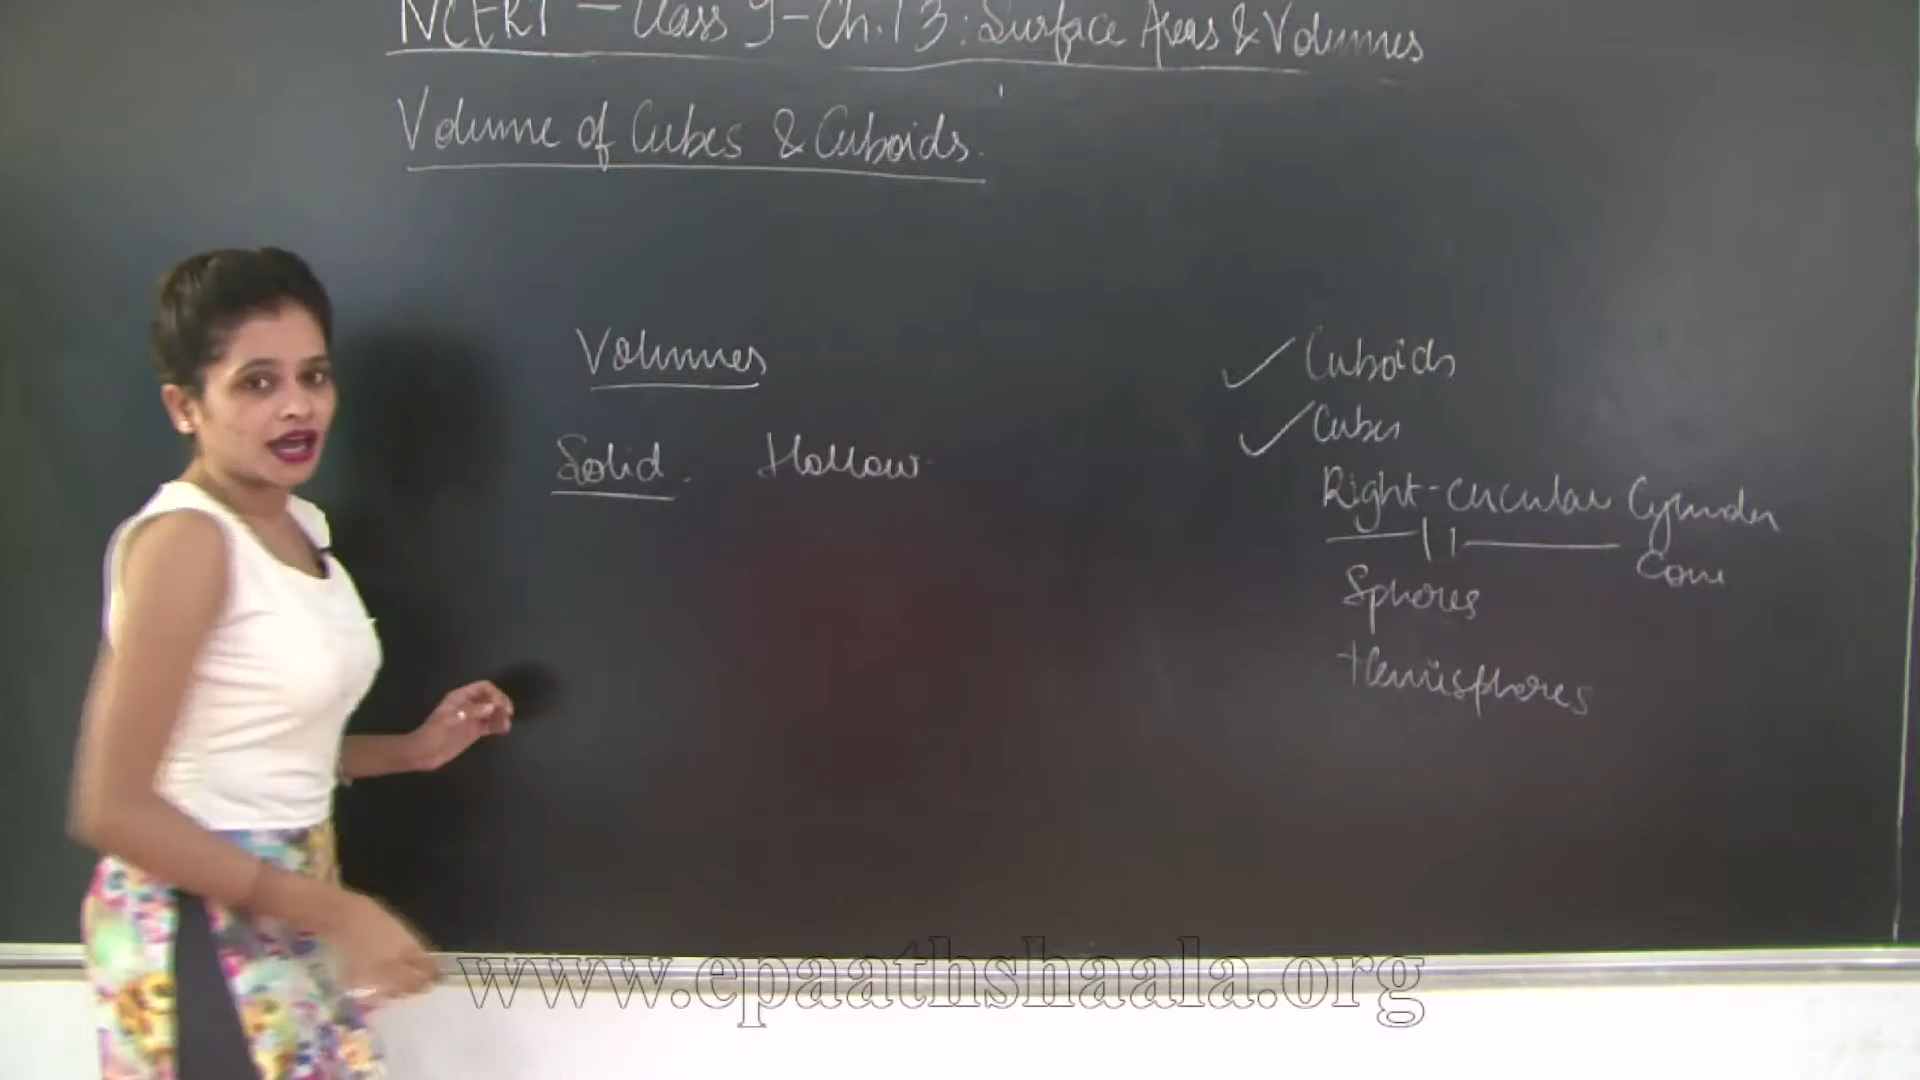 NCERT - Class 9 - Ch.13: Surface Areas & Volumes
Volume of Cubes & Cuboids.
Volumes
Solid. Hollow
✓ Cuboids
✓ Cubes
Right-circular Cylinder
Cone
Spheres
Hemispheres
www.epaathshaala.org